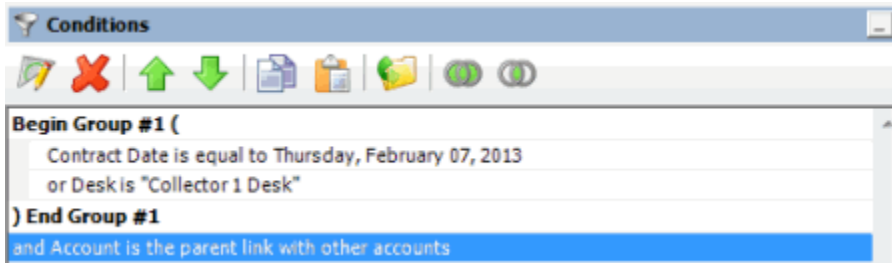 Conditions
Begin Group #1 (
Contract Date is equal to Thursday, February 07, 2013
or Desk is "Collector 1 Desk"
) End Group #1
and Account is the parent link with other accounts